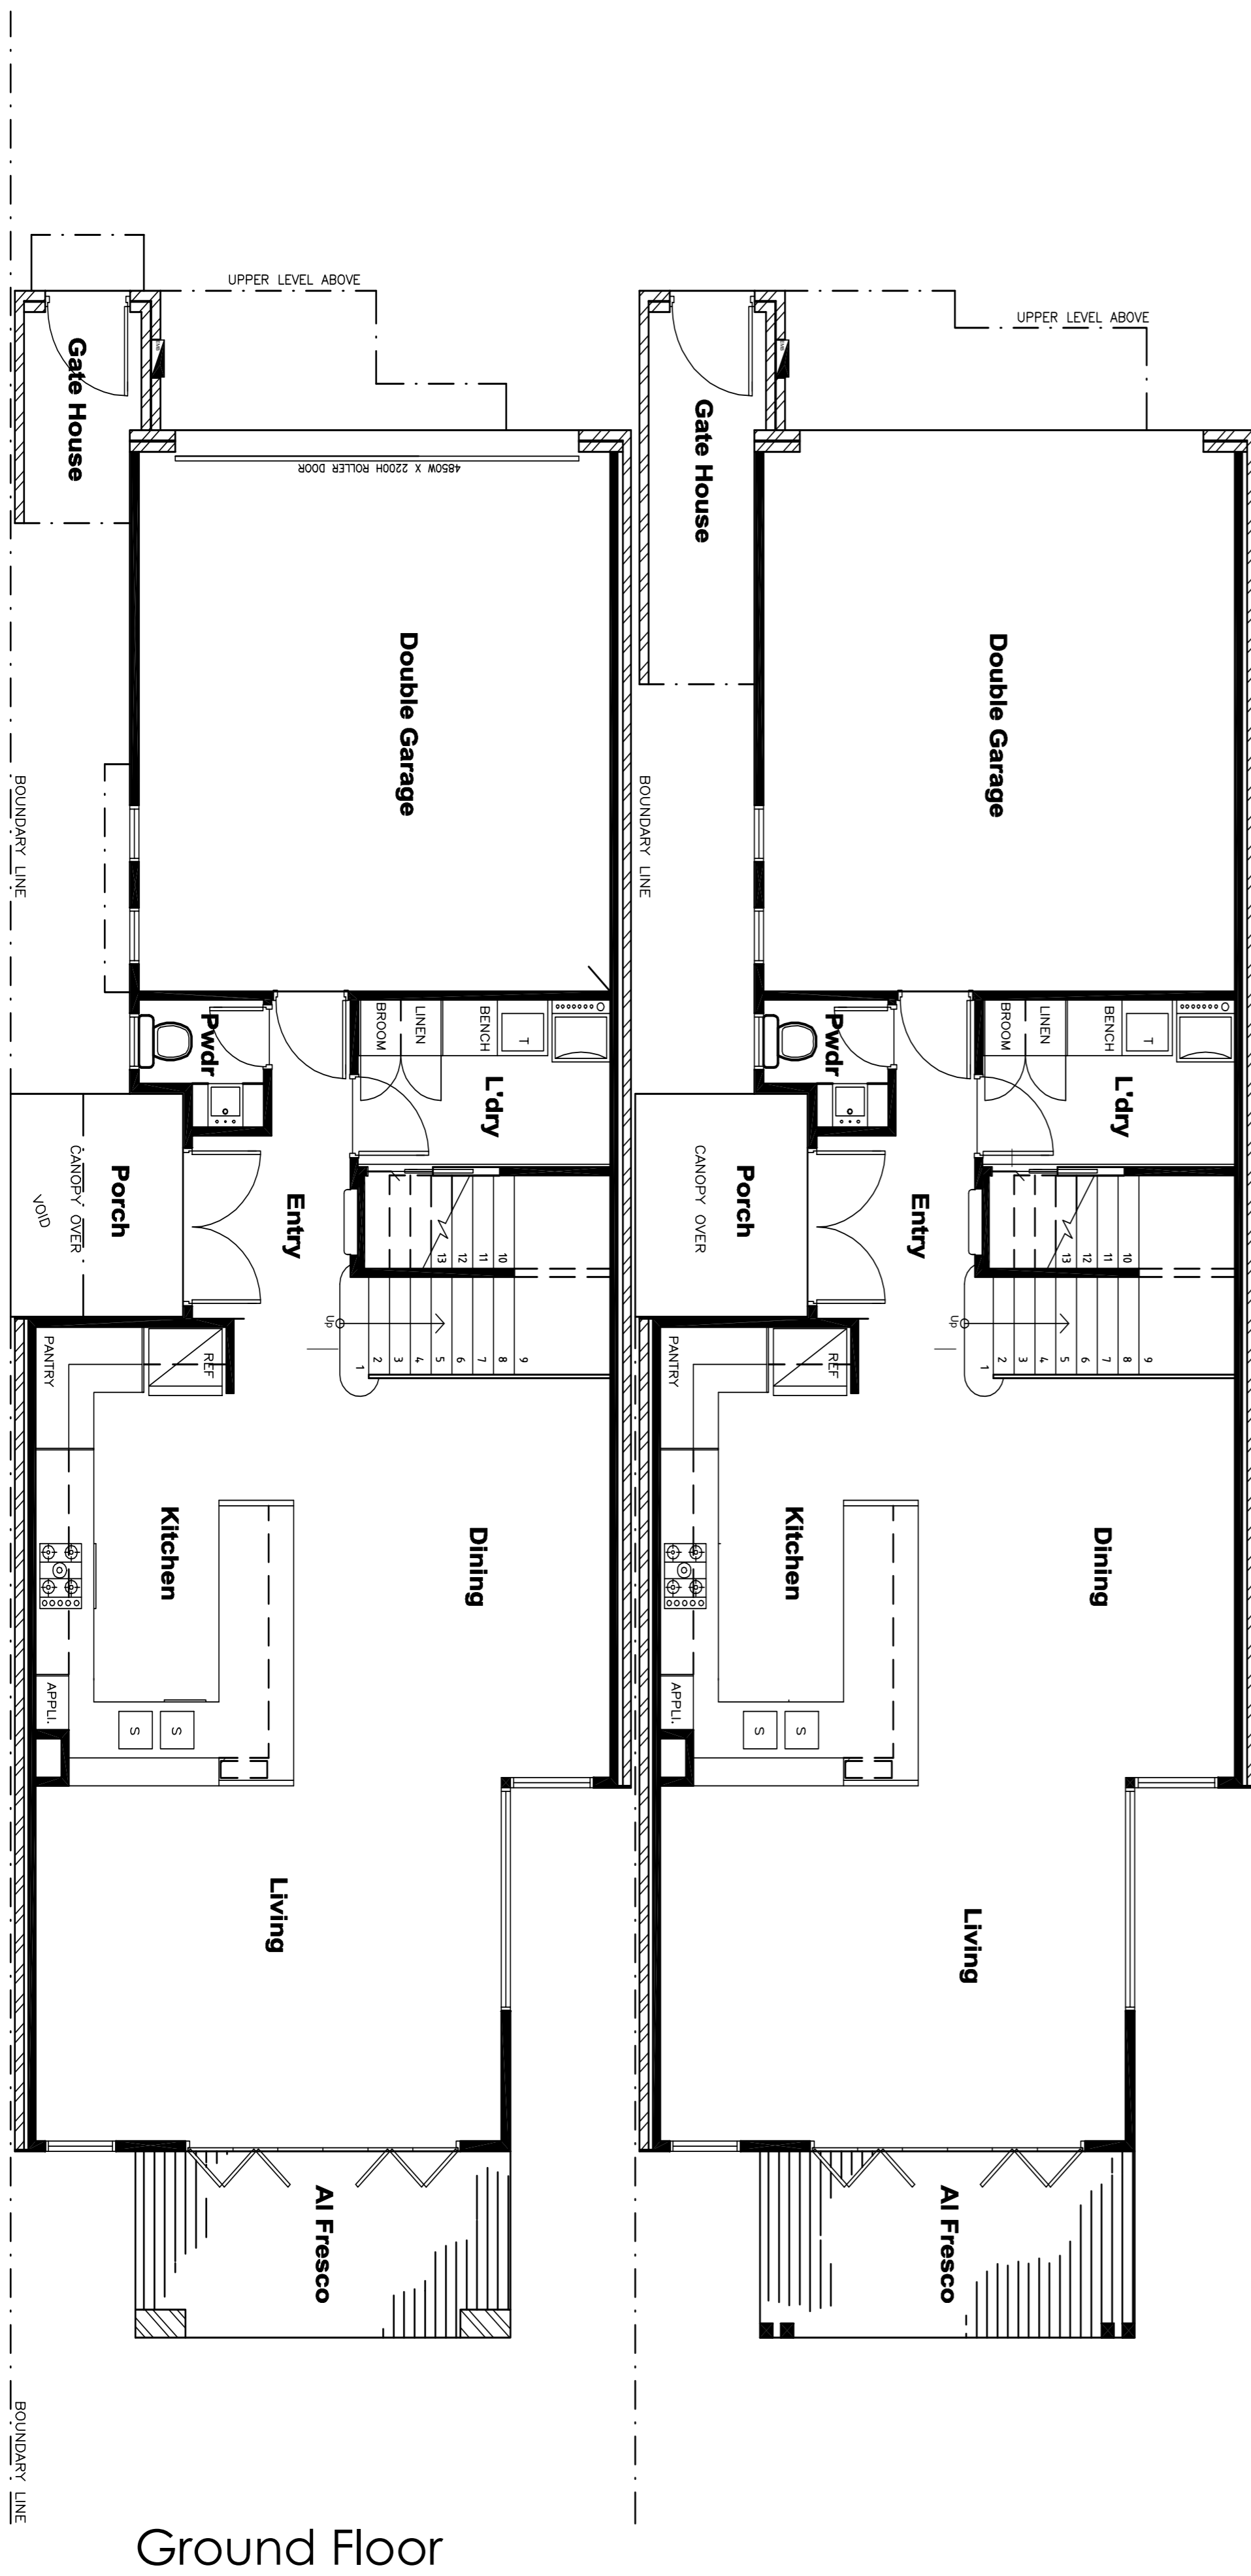 UPPER LEVEL ABOVE
Gate House
4850W X 2200H ROLLER DOOR
Double Garage
BOUNDARY LINE
Pwdr
BROOM
LINEN
BENCH
T
L'dry
Porch
CANOPY OVER
VOID
Entry
13
12
11
10
Up
1
2
3
4
5
6
7
8
9
PANTRY
REF
Kitchen
Dining
APPLI.
S
S
Living
Al Fresco
BOUNDARY LINE
UPPER LEVEL ABOVE
Gate House
Double Garage
BOUNDARY LINE
Pwdr
BROOM
LINEN
BENCH
T
L'dry
Porch
CANOPY OVER
Entry
13
12
11
10
Up
1
2
3
4
5
6
7
8
9
PANTRY
REF
Kitchen
Dining
APPLI.
S
S
Living
Al Fresco
Ground Floor